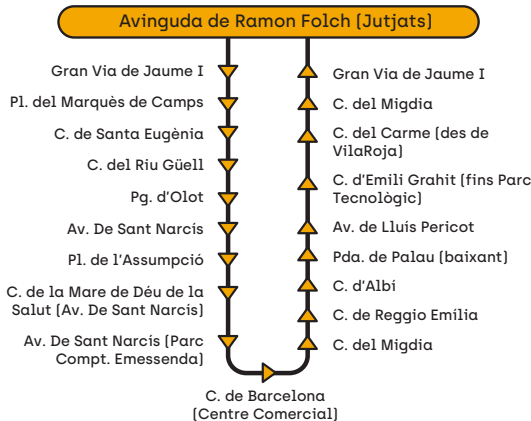 Avinguda de Ramon Folch (Jutjats)
Gran Via de Jaume I
Pl. del Marquès de Camps
C. de Santa Eugènia
C. del Riu Güell
Pg. d'Olot
Av. De Sant Narcís
Pl. de l'Assumpció
C. de la Mare de Déu de la
Salut (Av. De Sant Narcís)
Av. De Sant Narcís (Parc
Compt. Emessenda)
C. de Barcelona
(Centre Comercial)
Gran Via de Jaume I
C. del Migdia
C. del Carme (des de
VilaRoja)
C. d'Emili Grahit (fins Parc
Tecnològic)
Av. de Lluís Pericot
Pda. de Palau (baixant)
C. d'Albí
C. de Reggio Emília
C. del Migdia